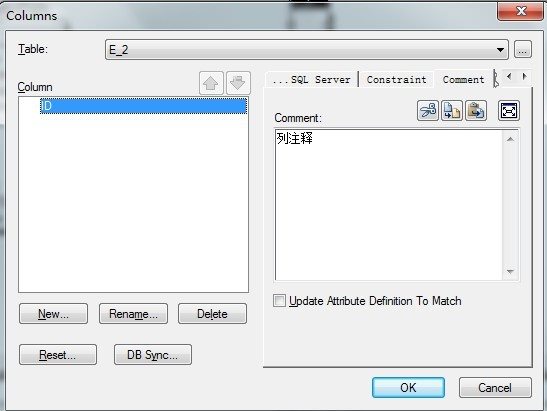 Columns
Table: E_2 ...
Column
ID
New... Rename... Delete
Reset... DB Sync...
...SQL Server Constraint Comment
Comment:
列注释
Update Attribute Definition To Match
OK Cancel